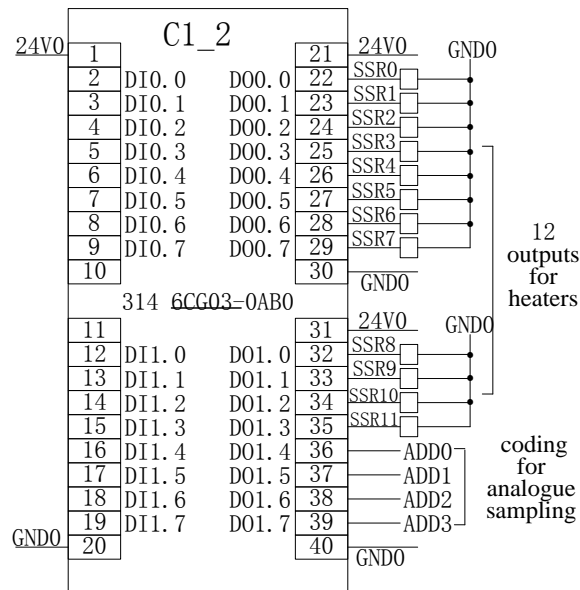 C1_2
24V0 1 21 24V0 GND0
2 DI0.0 DO0.0 22 SSR0
3 DI0.1 DO0.1 23 SSR1
4 DI0.2 DO0.2 24 SSR2
5 DI0.3 DO0.3 25 SSR3
6 DI0.4 DO0.4 26 SSR4
7 DI0.5 DO0.5 27 SSR5
8 DI0.6 DO0.6 28 SSR6
9 DI0.7 DO0.7 29 SSR7
10 30 GND0
12
outputs
for
heaters
314 6CG03-0AB0
11 31 24V0 GND0
12 DI1.0 DO1.0 32 SSR8
13 DI1.1 DO1.1 33 SSR9
14 DI1.2 DO1.2 34 SSR10
15 DI1.3 DO1.3 35 SSR11
16 DI1.4 DO1.4 36 ADD0
17 DI1.5 DO1.5 37 ADD1
18 DI1.6 DO1.6 38 ADD2
19 DI1.7 DO1.7 39 ADD3
GND0 20 40 GND0
coding
for
analogue
sampling